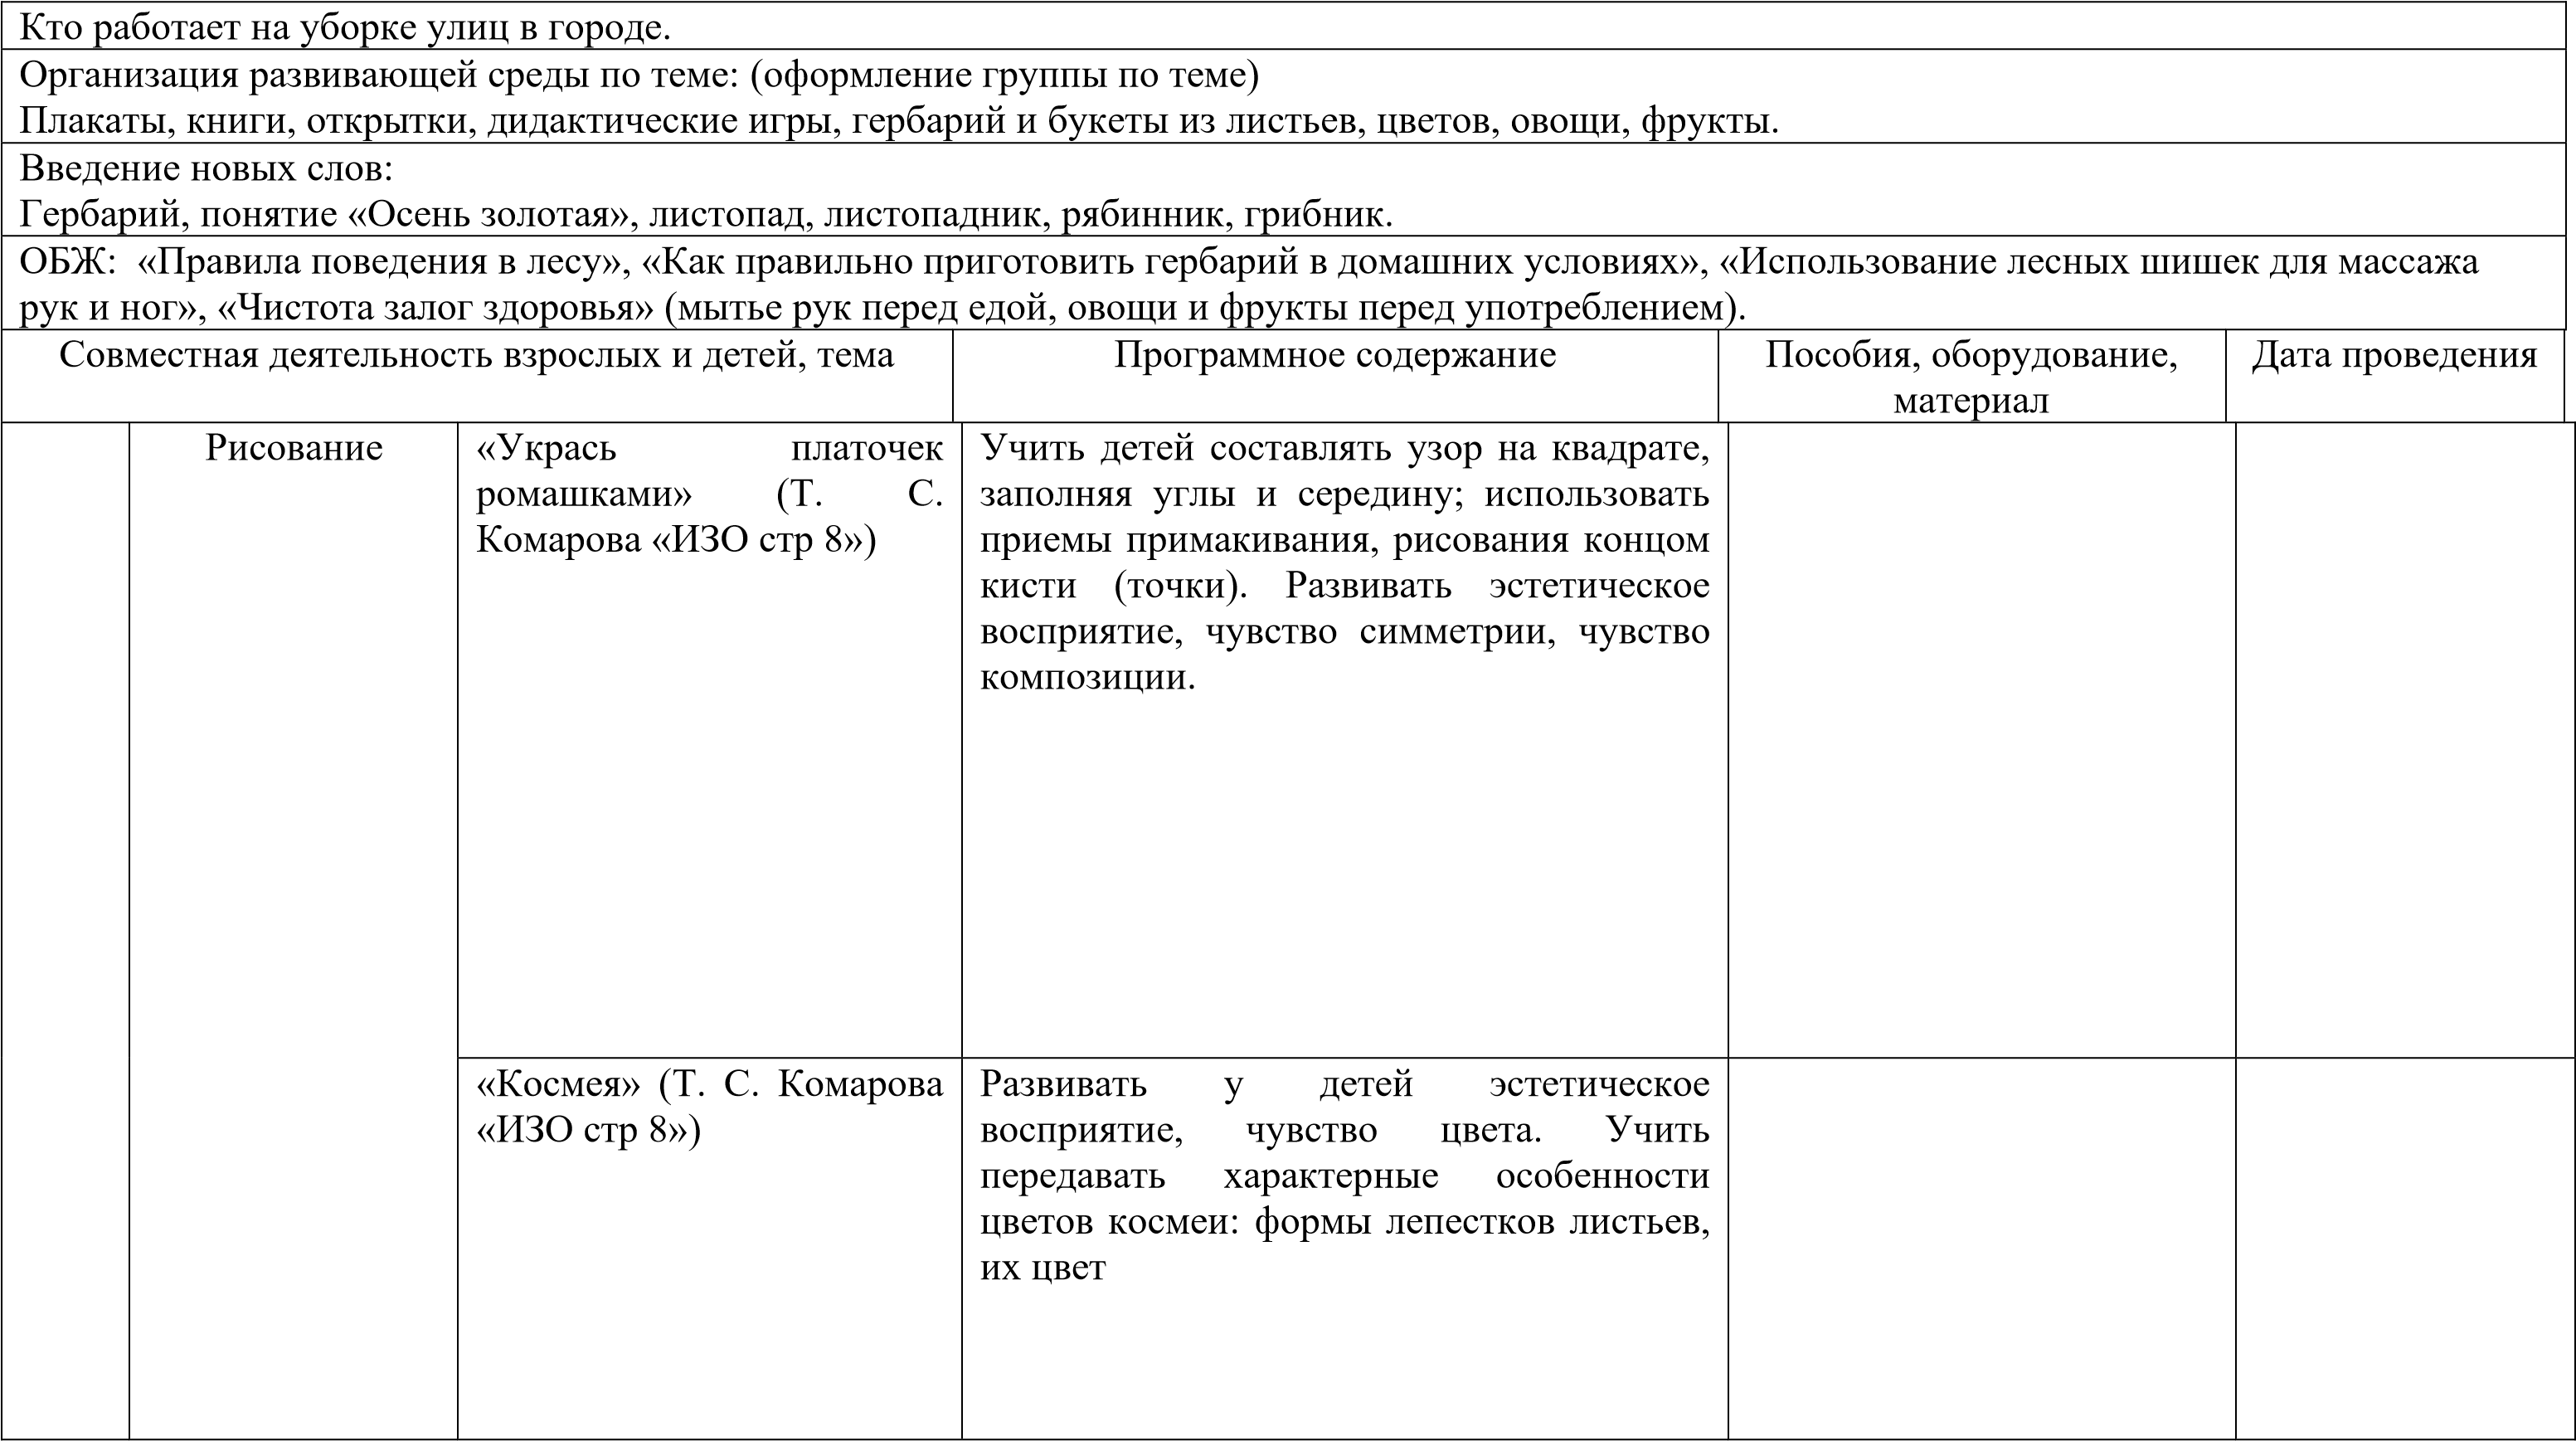 Кто работает на уборке улиц в городе.
Организация развивающей среды по теме: (оформление группы по теме)
Плакаты, книги, открытки, дидактические игры, гербарий и букеты из листьев, цветов, овощи, фрукты.
Введение новых слов:
Гербарий, понятие «Осень золотая», листопад, листопадник, рябинник, грибник.
ОБЖ:  «Правила поведения в лесу», «Как правильно приготовить гербарий в домашних условиях», «Использование лесных шишек для массажа
рук и ног», «Чистота залог здоровья» (мытье рук перед едой, овощи и фрукты перед употреблением).
Совместная деятельность взрослых и детей, тема
Программное содержание
Пособия, оборудование,
материал
Дата проведения
Рисование
«Укрась платочек
ромашками» (Т. С.
Комарова «ИЗО стр 8»)
Учить детей составлять узор на квадрате,
заполняя углы и середину; использовать
приемы примакивания, рисования концом
кисти (точки). Развивать эстетическое
восприятие, чувство симметрии, чувство
композиции.
«Космея» (Т. С. Комарова
«ИЗО стр 8»)
Развивать у детей эстетическое
восприятие, чувство цвета. Учить
передавать характерные особенности
цветов космеи: формы лепестков листьев,
их цвет